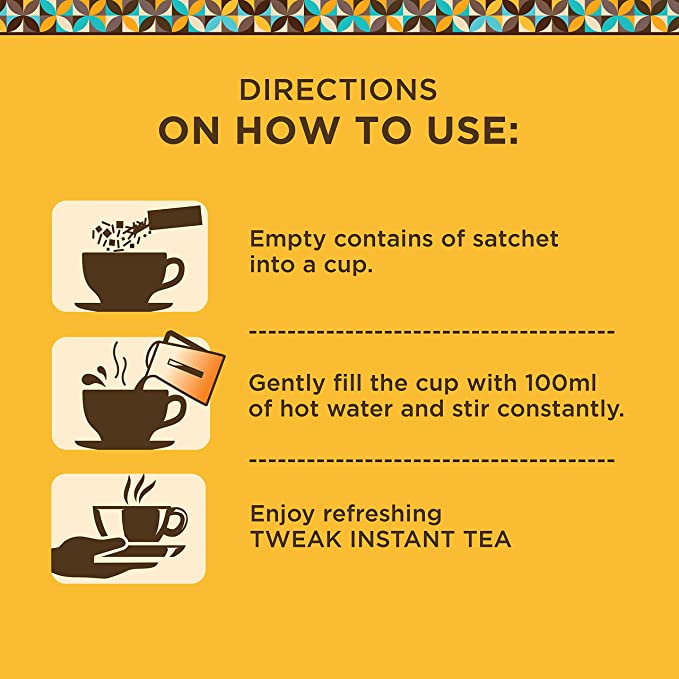 DIRECTIONS
ON HOW TO USE:
Empty contains of satchet
into a cup.
Gently fill the cup with 100ml
of hot water and stir constantly.
Enjoy refreshing
TWEAK INSTANT TEA